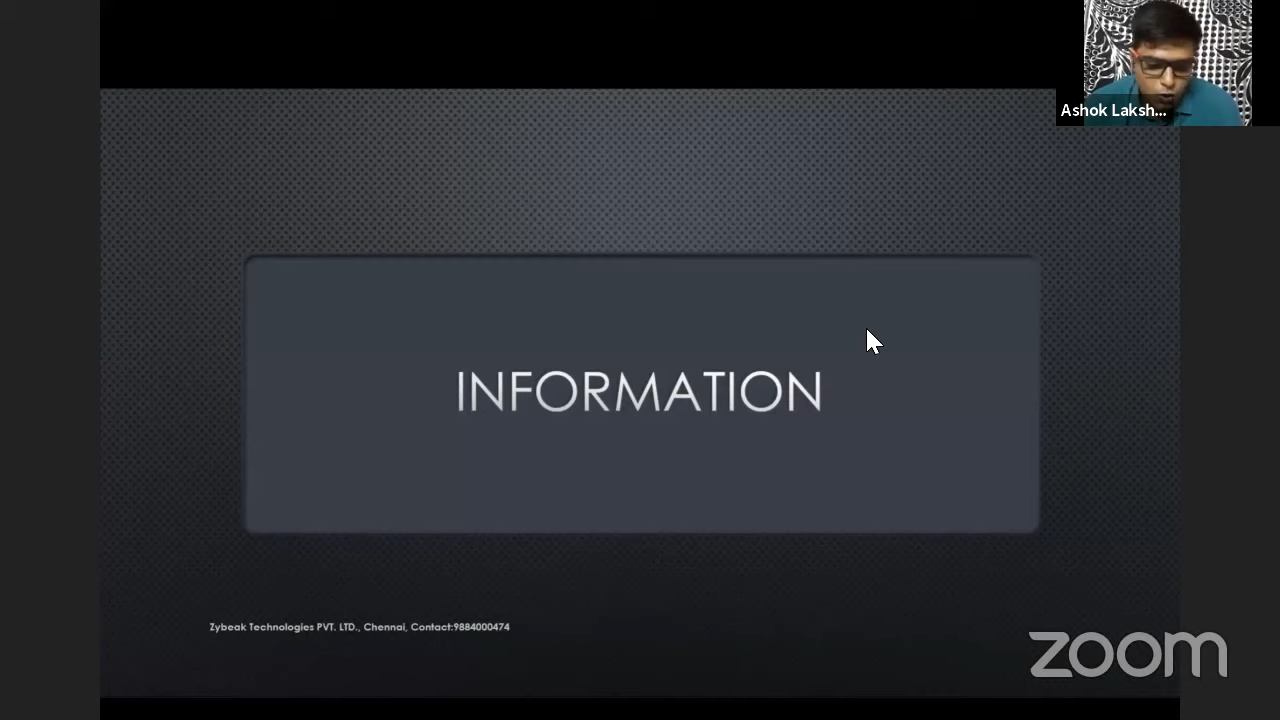 Ashok Laksh...
INFORMATION
Zybeak Technologies PVT. LTD., Chennai, Contact:9884000474
zoom